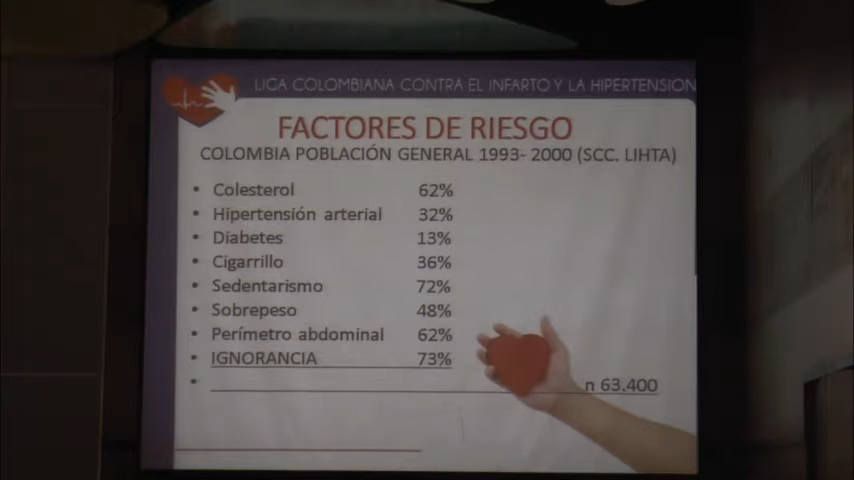 LIGA COLOMBIANA CONTRA EL INFARTO Y LA HIPERTENSION
FACTORES DE RIESGO
COLOMBIA POBLACIÓN GENERAL 1993- 2000 (SCC. LIHTA)
• Colesterol 62%
• Hipertensión arterial 32%
• Diabetes 13%
• Cigarrillo 36%
• Sedentarismo 72%
• Sobrepeso 48%
• Perímetro abdominal 62%
• IGNORANCIA 73%
• n 63.400